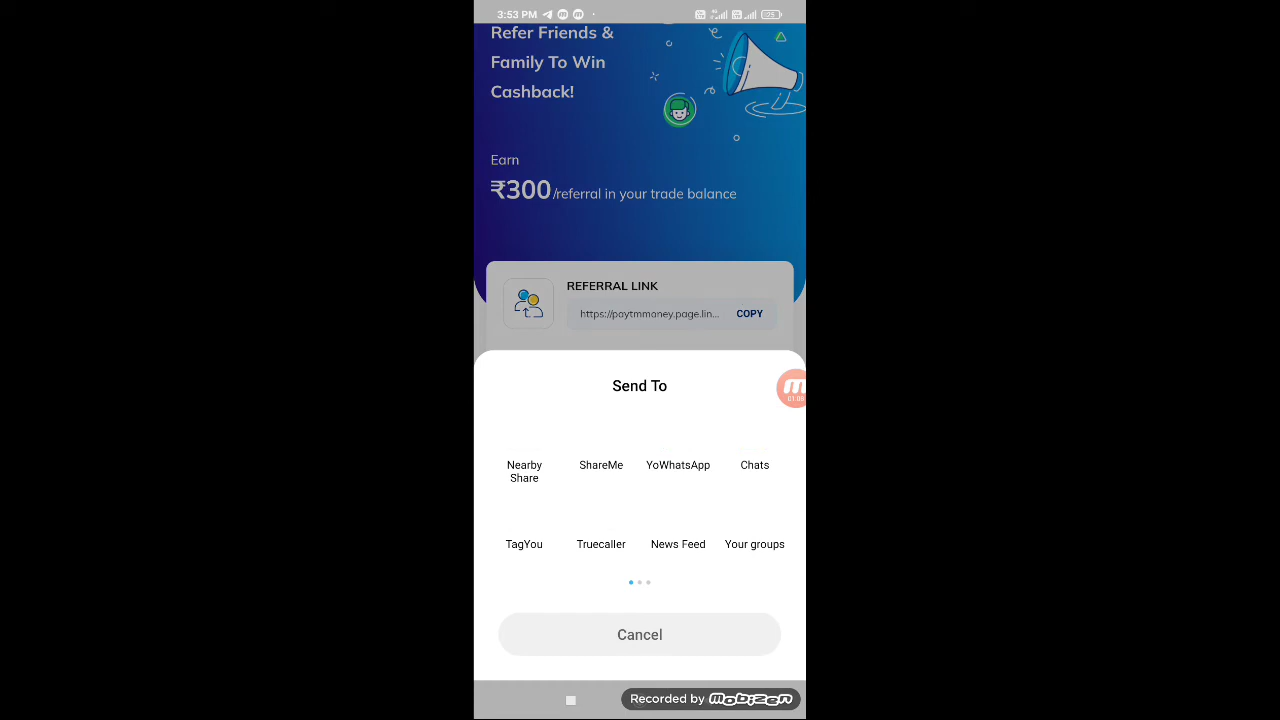 3:53 PM
Refer Friends &
Family To Win
Cashback!
Earn
₹300/referral in your trade balance
REFERRAL LINK
https://paytmmoney.page.lin... COPY
Send To
01:06
Nearby Share
ShareMe
YoWhatsApp
Chats
TagYou
Truecaller
News Feed
Your groups
Cancel
Recorded by mobizen